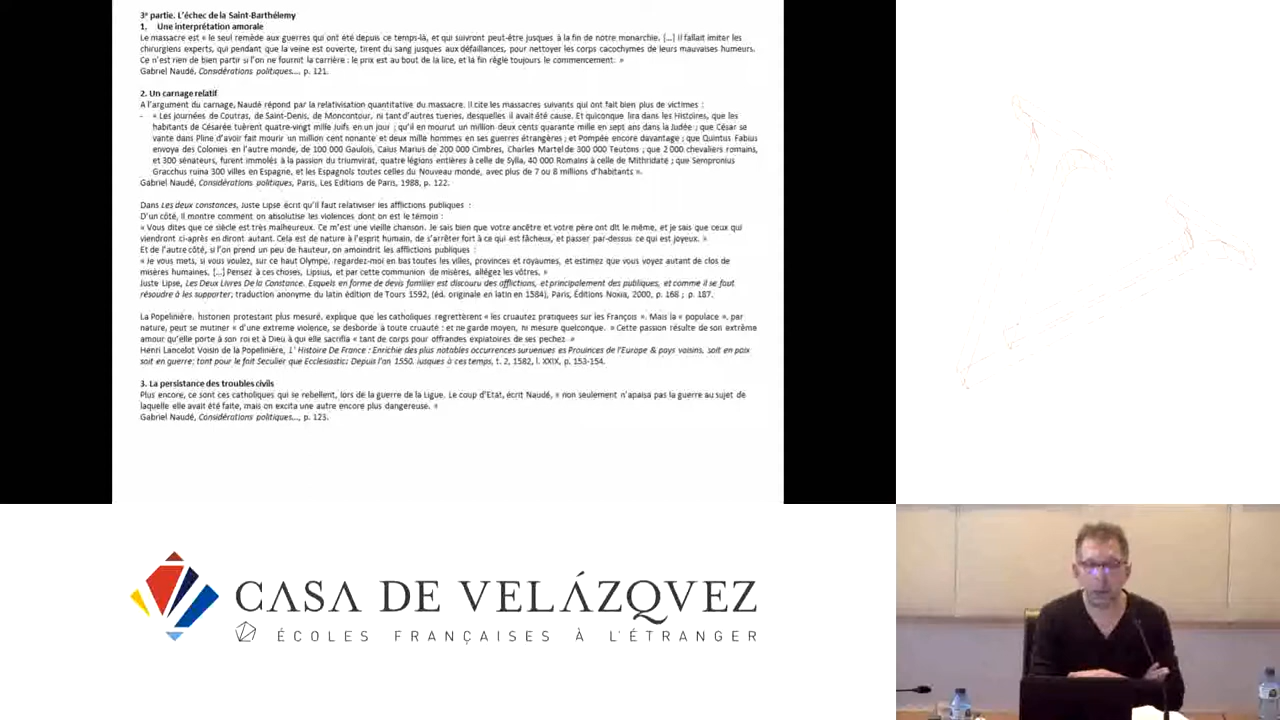 3e partie. L'échec de la Saint-Barthélemy
1. Une interprétation amorale
Le massacre est « le seul remède aux guerres qui ont été depuis ce temps-là, et qui suivront peut-être jusques à la fin de notre monarchie. [...] Il fallait imiter les
chirurgiens experts, qui pendant que la veine est ouverte, tirent du sang jusques aux défaillances, pour nettoyer les corps cacochymes de leurs mauvaises humeurs.
Ce n'est rien de bien partir si l'on ne fournit la carrière : le prix est au bout de la lice, et la fin règle toujours le commencement. »
Gabriel Naudé, Considérations politiques..., p. 121.
2. Un carnage relatif
A l'argument du carnage, Naudé répond par la relativisation quantitative du massacre. Il cite les massacres suivants qui ont fait bien plus de victimes :
- « Les journées de Coutras, de Saint-Denis, de Moncontour, ni tant d'autres tueries, desquelles il avait été cause. Et quiconque lira dans les Histoires, que les
habitants de Césarée tuèrent quatre-vingt mille Juifs en un jour ; qu'il en mourut un million deux cents quarante mille en sept ans dans la Judée ; que César se
vante dans Pline d'avoir fait mourir un million cent nonante et deux mille hommes en ses guerres étrangères ; et Pompée encore davantage ; que Quintus Fabius
envoya des Colonies en l'autre monde, de 100 000 Gaulois, Caius Marius de 200 000 Cimbres, Charles Martel de 300 000 Teutons ; que 2 000 chevaliers romains,
et 300 sénateurs, furent immolés à la passion du triumvirat, quatre légions entières à celle de Sylla, 40 000 Romains à celle de Mithridate ; que Sempronius
Gracchus ruina 300 villes en Espagne, et les Espagnols toutes celles du Nouveau monde, avec plus de 7 ou 8 millions d'habitants ».
Gabriel Naudé, Considérations politiques, Paris, Les Editions de Paris, 1988, p. 122.
Dans Les deux constances, Juste Lipse écrit qu'il faut relativiser les afflictions publiques :
D'un côté, il montre comment on absolutise les violences dont on est le témoin :
« Vous dites que ce siècle est très malheureux. Ce m'est une vieille chanson. Je sais bien que votre ancêtre et votre père ont dit le même, et je sais que ceux qui
viendront ci-après en diront autant. Cela est de nature à l'esprit humain, de s'arrêter fort à ce qui est fâcheux, et passer par-dessus ce qui est joyeux. »
Et de l'autre côté, si l'on prend un peu de hauteur, on amoindrit les afflictions publiques :
« Je vous mets, si vous voulez, sur ce haut Olympe, regardez-moi en bas toutes les villes, provinces et royaumes, et estimez que vous voyez autant de clos de
misères humaines. [...] Pensez à ces choses, Lipsius, et par cette communion de misères, allégez les vôtres. »
Juste Lipse, Les Deux Livres De la Constance. Esquels en forme de devis familier est discouru des afflictions, et principalement des publiques, et comme il se faut
résoudre à les supporter; traduction anonyme du latin édition de Tours 1592, (éd. originale en latin en 1584), Paris, Éditions Noxia, 2000, p. 168 ; p. 187.
La Popelinière, historien protestant plus mesuré, explique que les catholiques regrettèrent « les cruautez pratiquees sur les François ». Mais la « populace », par
nature, peut se mutiner « d'une extreme violence, se desborde à toute cruauté : et ne garde moyen, ni mesure quelconque. » Cette passion résulte de son extrême
amour qu'elle porte à son roi et à Dieu à qui elle sacrifia « tant de corps pour offrandes expiatoires de ses pechez »
Henri Lancelot Voisin de la Popelinière, L' Histoire De France : Enrichie des plus notables occurrences suruenues es Prouinces de l'Europe & pays voisins, soit en paix
soit en guerre; tant pour le fait Seculier que Ecclesiastic; Depuis l'an 1550, iusques à ces temps, t. 2, 1582, l. XXIX, p. 153-154.
3. La persistance des troubles civils
Plus encore, ce sont ces catholiques qui se rebellent, lors de la guerre de la Ligue. Le coup d'Etat, écrit Naudé, « non seulement n'apaisa pas la guerre au sujet de
laquelle elle avait été faite, mais on excita une autre encore plus dangereuse. »
Gabriel Naudé, Considérations politiques..., p. 123.
CASA DE VELÁZQVEZ
ÉCOLES FRANÇAISES À L'ÉTRANGER